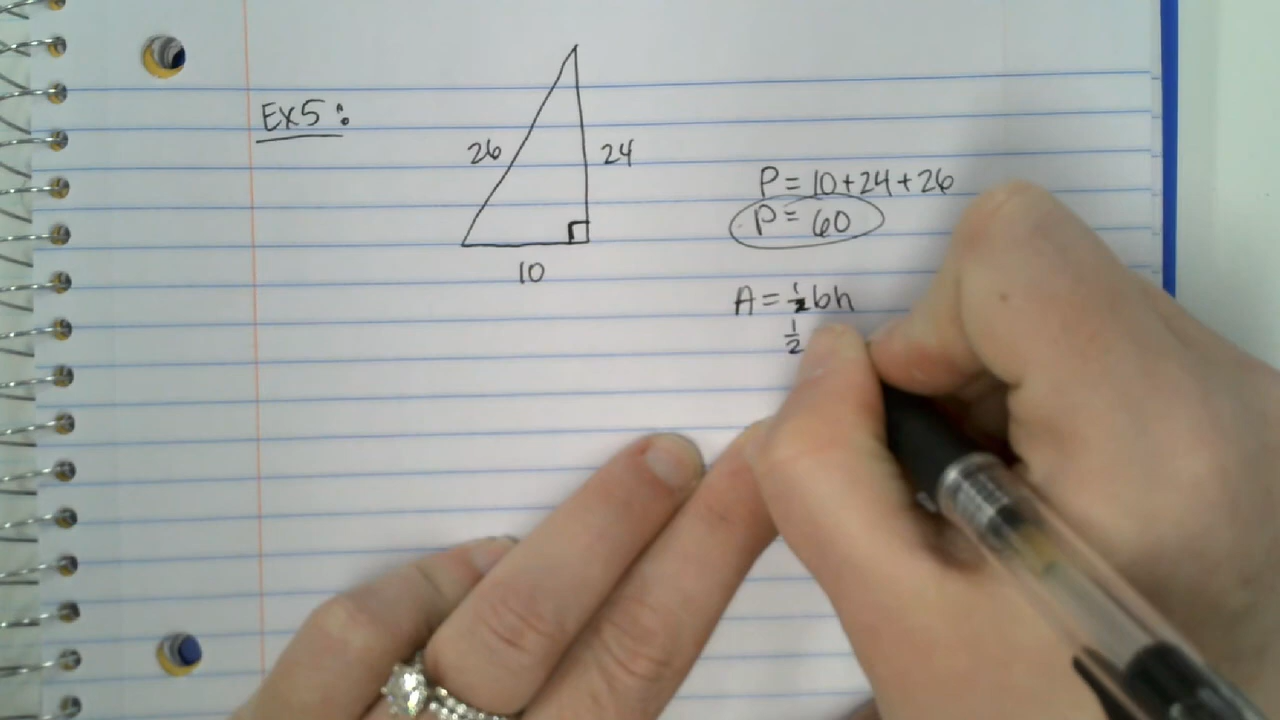 Ex5:
26
24
10
P = 10+24+26
P = 60
A = ½bh
½